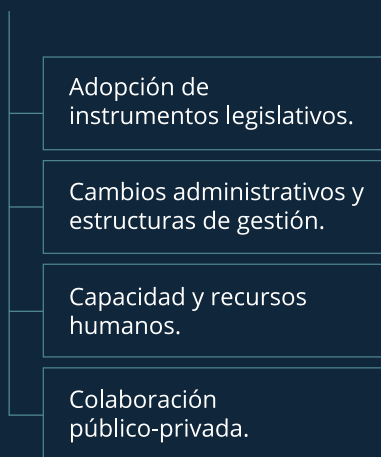 Adopción de
instrumentos legislativos.
Cambios administrativos y
estructuras de gestión.
Capacidad y recursos
humanos.
Colaboración
público-privada.